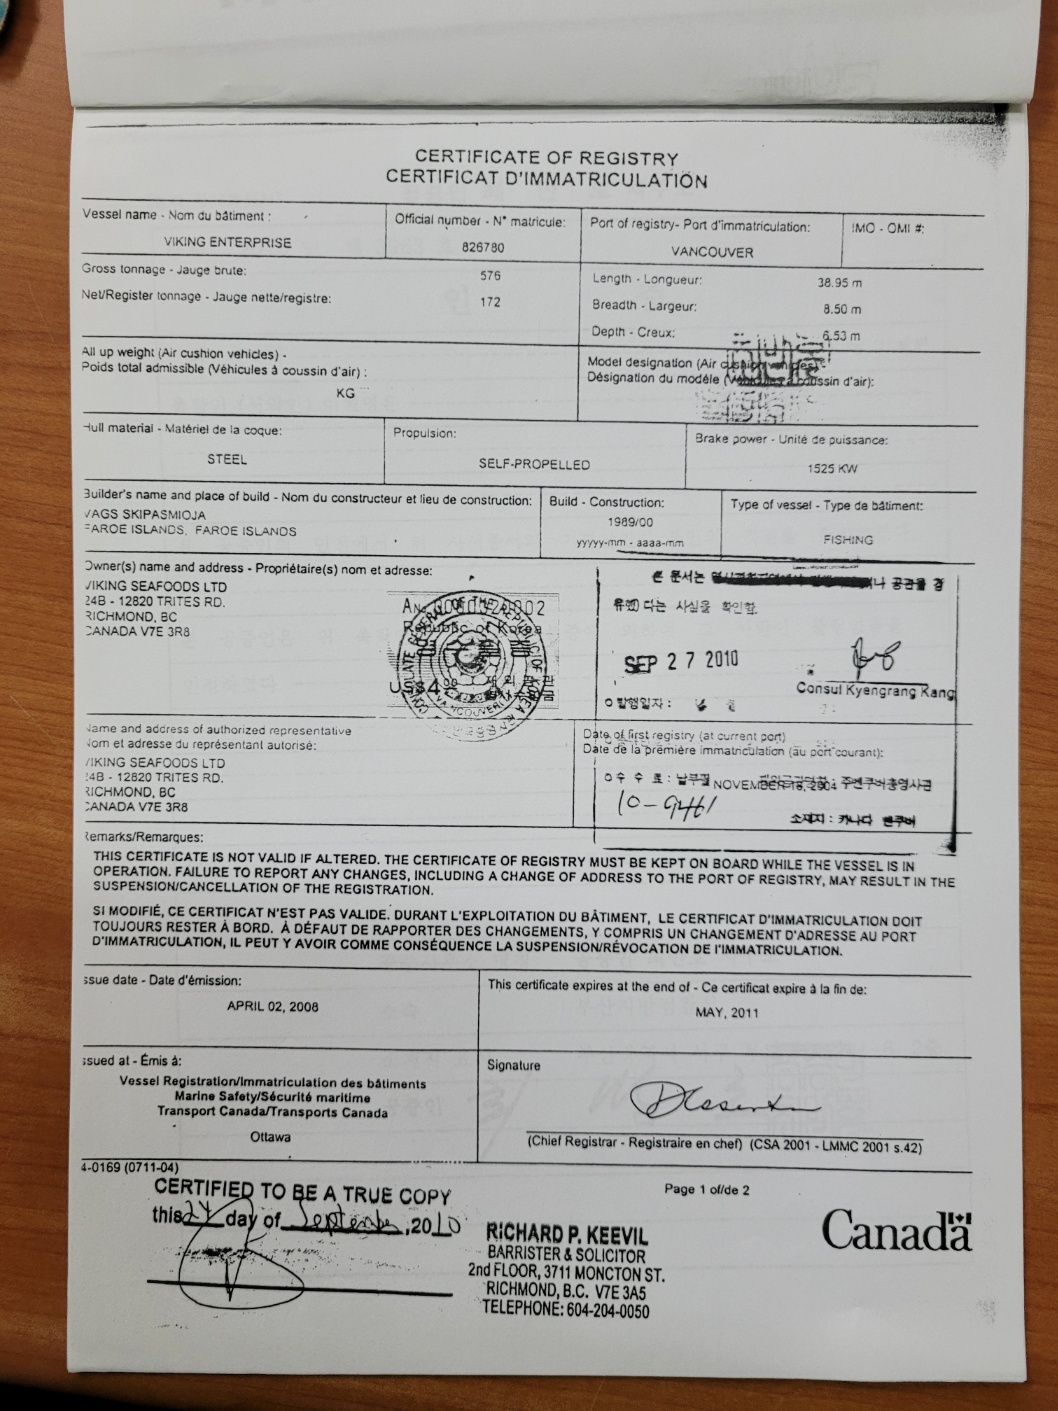 CERTIFICATE OF REGISTRY
CERTIFICAT D'IMMATRICULATION
Vessel name - Nom du bâtiment :
VIKING ENTERPRISE
Official number - N° matricule:
826780
Port of registry- Port d'immatriculation:
VANCOUVER
IMO - OMI #:
Gross tonnage - Jauge brute:
576
Net/Register tonnage - Jauge nette/registre:
172
Length - Longueur:
38.95 m
Breadth - Largeur:
8.50 m
Depth - Creux:
6.53 m
All up weight (Air cushion vehicles) -
Poids total admissible (Véhicules à coussin d'air) :
KG
Model designation (Air cushion vehicles) -
Désignation du modèle (Véhicules à coussin d'air):
Hull material - Matériel de la coque:
STEEL
Propulsion:
SELF-PROPELLED
Brake power - Unité de puissance:
1525 KW
Builder's name and place of build - Nom du constructeur et lieu de construction:
VAGS SKIPASMIOJA
FAROE ISLANDS, FAROE ISLANDS
Build - Construction:
1989/00
yyyyy-mm - aaaa-mm
Type of vessel - Type de bâtiment:
FISHING
Owner(s) name and address - Propriétaire(s) nom et adresse:
VIKING SEAFOODS LTD
24B - 12820 TRITES RD.
RICHMOND, BC
CANADA V7E 3R8
Republic of Korea
US$4
본 문서는
공관을 경
유했다는 사실을 확인함.
SEP 27 2010
Consul Kyengrang Kang
○ 발행일자 :
Name and address of authorized representative
Nom et adresse du représentant autorisé:
VIKING SEAFOODS LTD
24B - 12820 TRITES RD.
RICHMOND, BC
CANADA V7E 3R8
Date of first registry (at current port)
Date de la première immatriculation (au port courant):
○ 수 수 료 : 납부필
NOVEMBER 18, 2004
주밴쿠버총영사관
10-9461
소재지 : 캐나다 밴쿠버
Remarks/Remarques:
THIS CERTIFICATE IS NOT VALID IF ALTERED. THE CERTIFICATE OF REGISTRY MUST BE KEPT ON BOARD WHILE THE VESSEL IS IN
OPERATION. FAILURE TO REPORT ANY CHANGES, INCLUDING A CHANGE OF ADDRESS TO THE PORT OF REGISTRY, MAY RESULT IN THE
SUSPENSION/CANCELLATION OF THE REGISTRATION.
SI MODIFIÉ, CE CERTIFICAT N'EST PAS VALIDE. DURANT L'EXPLOITATION DU BÂTIMENT, LE CERTIFICAT D'IMMATRICULATION DOIT
TOUJOURS RESTER À BORD. À DÉFAUT DE RAPPORTER DES CHANGEMENTS, Y COMPRIS UN CHANGEMENT D'ADRESSE AU PORT
D'IMMATRICULATION, IL PEUT Y AVOIR COMME CONSÉQUENCE LA SUSPENSION/RÉVOCATION DE l'IMMATRICULATION.
Issue date - Date d'émission:
APRIL 02, 2008
This certificate expires at the end of - Ce certificat expire à la fin de:
MAY, 2011
Issued at - Émis à:
Vessel Registration/Immatriculation des bâtiments
Marine Safety/Sécurité maritime
Transport Canada/Transports Canada
Ottawa
Signature
(Chief Registrar - Registraire en chef) (CSA 2001 - LMMC 2001 s.42)
4-0169 (0711-04)
Page 1 of/de 2
CERTIFIED TO BE A TRUE COPY
this 24 day of September, 2010
RICHARD P. KEEVIL
BARRISTER & SOLICITOR
2nd FLOOR, 3711 MONCTON ST.
RICHMOND, B.C. V7E 3A5
TELEPHONE: 604-204-0050
Canada